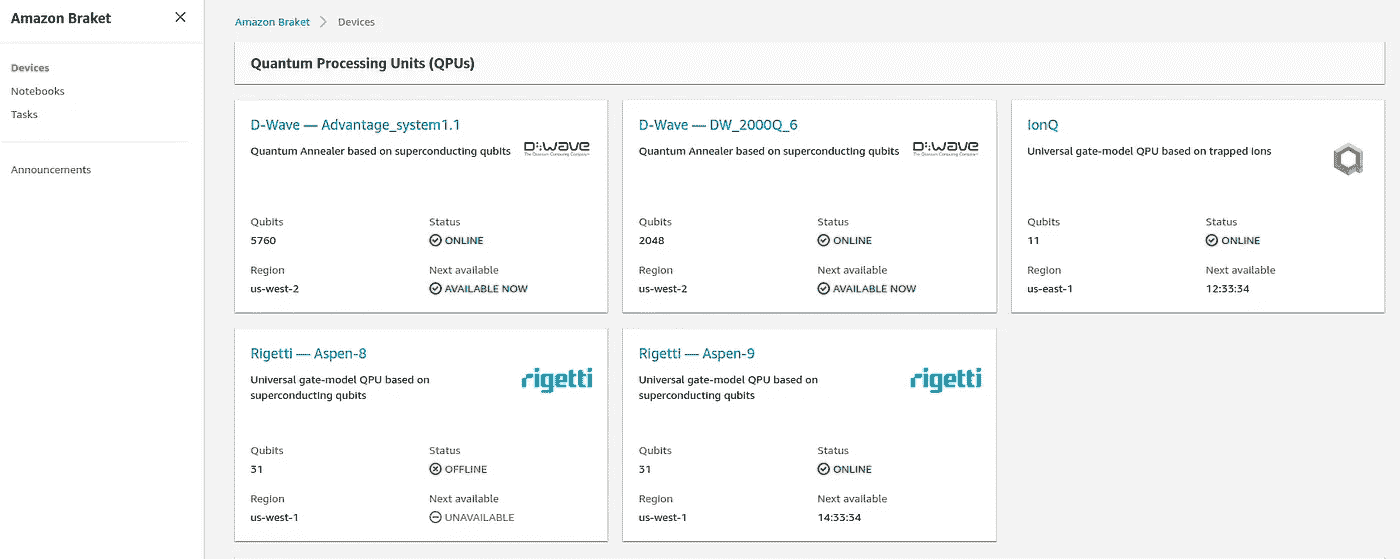 Amazon Braket
Devices
Notebooks
Tasks
Announcements
Amazon Braket > Devices
Quantum Processing Units (QPUs)
D-Wave — Advantage_system1.1
Quantum Annealer based on superconducting qubits
D:wave
The Quantum Computing Company
Qubits
5760
Status
ONLINE
Region
us-west-2
Next available
AVAILABLE NOW
D-Wave — DW_2000Q_6
Quantum Annealer based on superconducting qubits
D:wave
The Quantum Computing Company
Qubits
2048
Status
ONLINE
Region
us-west-2
Next available
AVAILABLE NOW
IonQ
Universal gate-model QPU based on trapped ions
Qubits
11
Status
ONLINE
Region
us-east-1
Next available
12:33:34
Rigetti — Aspen-8
Universal gate-model QPU based on
superconducting qubits
rigetti
Qubits
31
Status
OFFLINE
Region
us-west-1
Next available
UNAVAILABLE
Rigetti — Aspen-9
Universal gate-model QPU based on
superconducting qubits
rigetti
Qubits
31
Status
ONLINE
Region
us-west-1
Next available
14:33:34